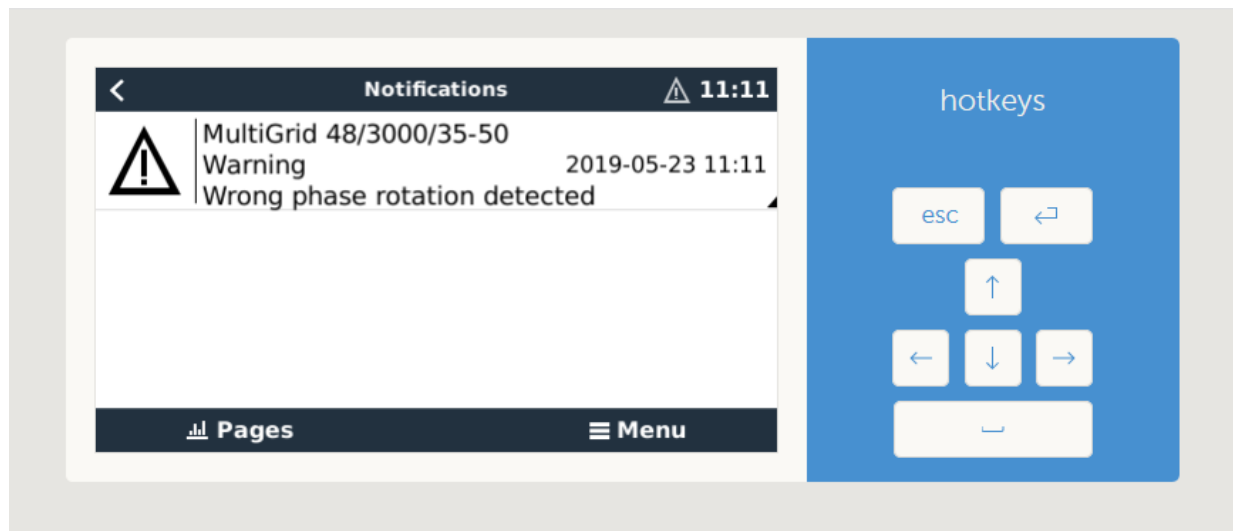 Notifications
11:11
MultiGrid 48/3000/35-50
Warning
2019-05-23 11:11
Wrong phase rotation detected
Pages
Menu
hotkeys
esc